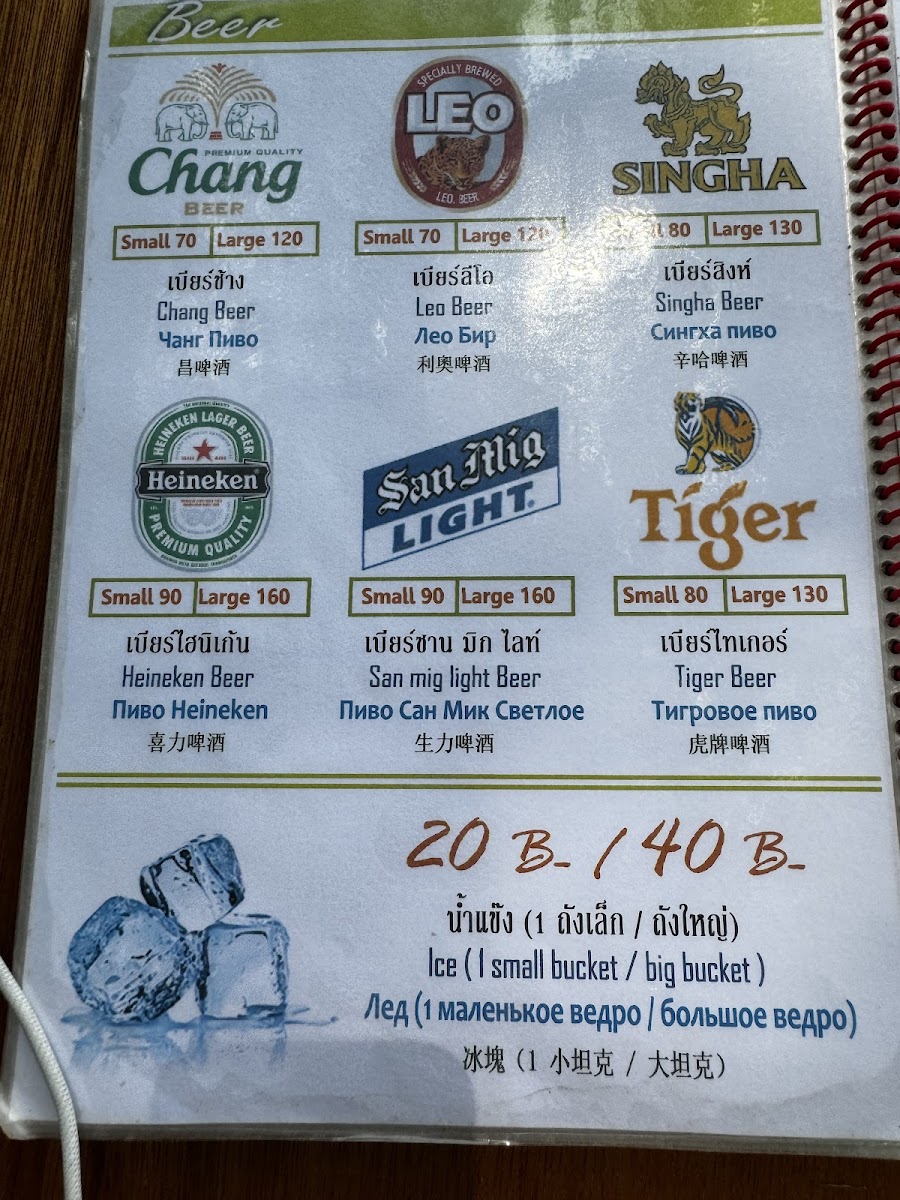 Beer
PREMIUM QUALITY
Chang
BEER
SPECIALLY BREWED
LEO
LEO. BEER
SINGHA
Small 70 Large 120
Small 70 Large 120
80 Large 130
เบียร์ช้าง
Chang Beer
Чанг Пиво
昌啤酒
เบียร์ลีโอ
Leo Beer
Лео Бир
利奥啤酒
เบียร์สิงห์
Singha Beer
Сингха пиво
辛哈啤酒
HEINEKEN LAGER BEER
Heineken®
PREMIUM QUALITY
San Mig
LIGHT.
Tiger
Small 90 Large 160
Small 90 Large 160
Small 80 Large 130
เบียร์ไฮนิเก้น
Heineken Beer
Пиво Heineken
喜力啤酒
เบียร์ซาน มิก ไลท์
San mig light Beer
Пиво Сан Мик Светлое
生力啤酒
เบียร์ไทเกอร์
Tiger Beer
Тигровое пиво
虎牌啤酒
20 B- / 40 B-
น้ำแข๊ง (1 ถังเล็ก / ถังใหญ่)
Ice ( 1 small bucket / big bucket )
Лед (1 маленькое ведро / большое ведро)
冰塊 (1 小坦克 / 大坦克)